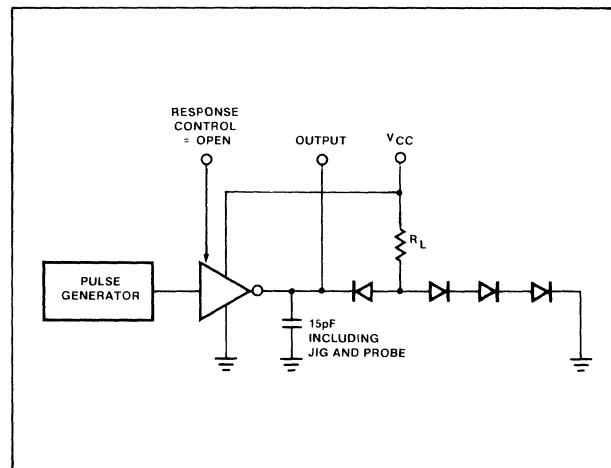 RESPONSE
CONTROL
= OPEN
OUTPUT
VCC
RL
PULSE
GENERATOR
15pF
INCLUDING
JIG AND PROBE